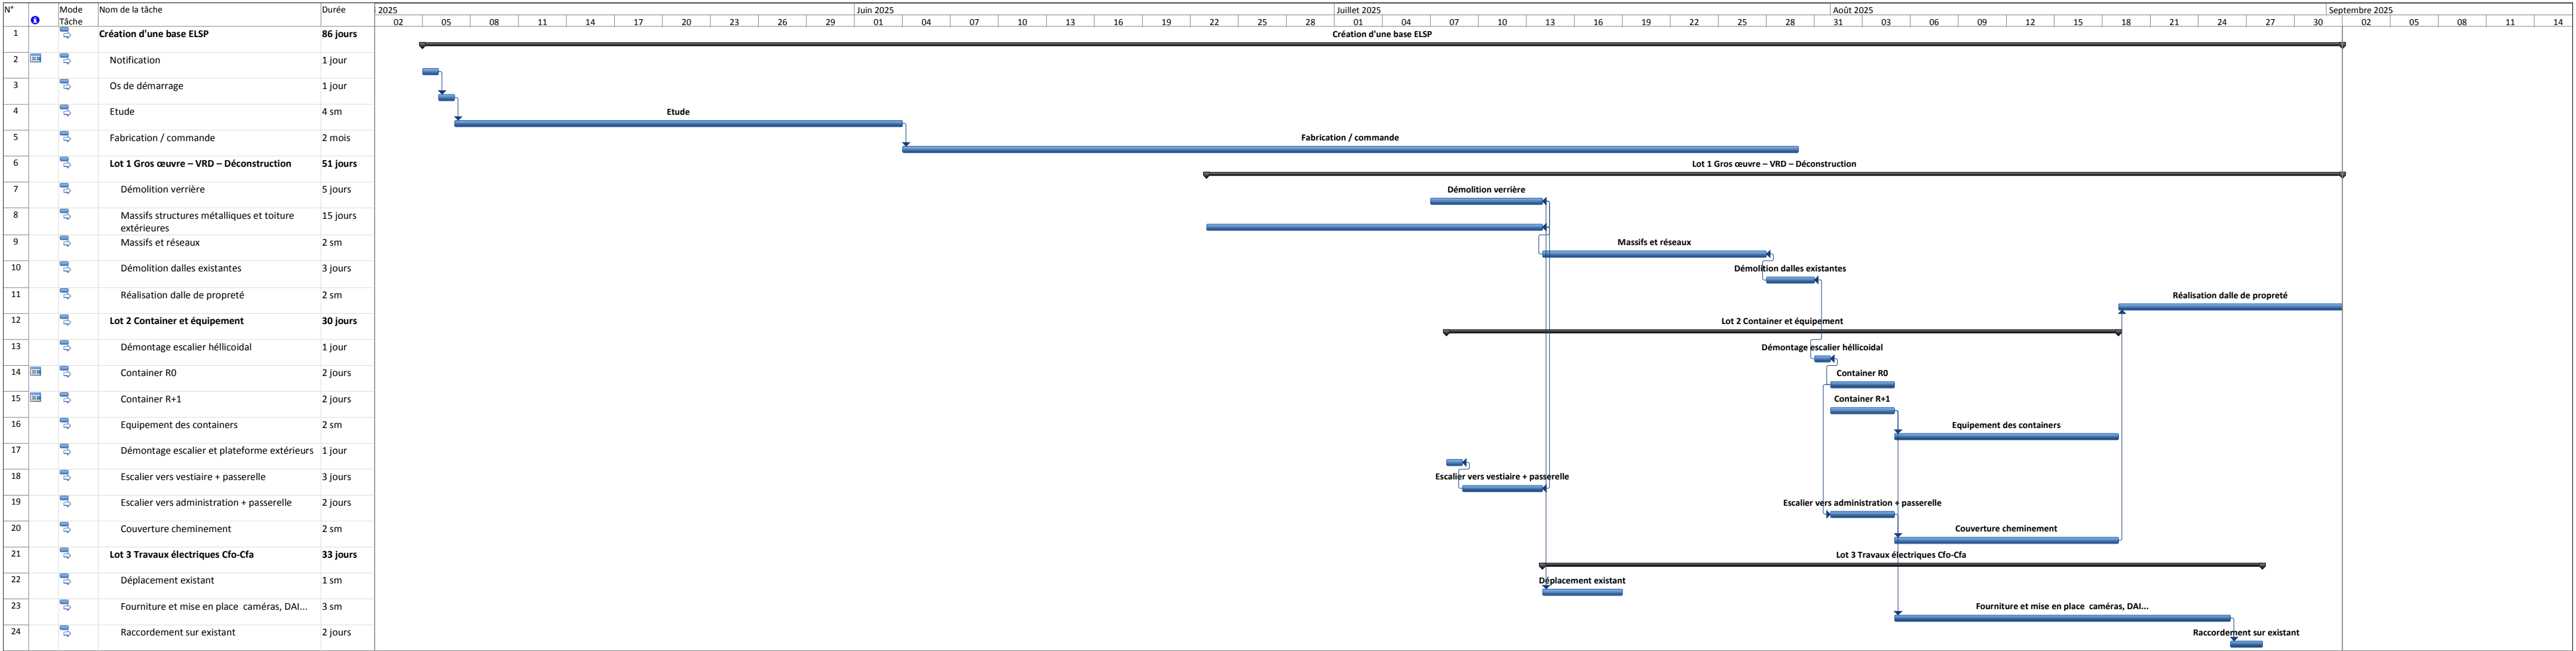 N° Mode Tâche Nom de la tâche Durée
2025 Juin 2025 Juillet 2025 Août 2025 Septembre 2025
02 05 08 11 14 17 20 23 26 29 01 04 07 10 13 16 19 22 25 28 01 04 07 10 13 16 19 22 25 28 31 03 06 09 12 15 18 21 24 27 30 02 05 08 11 14
1 Création d'une base ELSP 86 jours Création d'une base ELSP
2 Notification 1 jour
3 Os de démarrage 1 jour
4 Etude 4 sm Etude
5 Fabrication / commande 2 mois Fabrication / commande
6 Lot 1 Gros œuvre – VRD – Déconstruction 51 jours Lot 1 Gros œuvre – VRD – Déconstruction
7 Démolition verrière 5 jours Démolition verrière
8 Massifs structures métalliques et toiture 15 jours
extérieures
9 Massifs et réseaux 2 sm Massifs et réseaux
10 Démolition dalles existantes 3 jours Démolition dalles existantes
11 Réalisation dalle de propreté 2 sm Réalisation dalle de propreté
12 Lot 2 Container et équipement 30 jours Lot 2 Container et équipement
13 Démontage escalier héllicoidal 1 jour Démontage escalier héllicoidal
14 Container R0 2 jours Container R0
15 Container R+1 2 jours Container R+1
16 Equipement des containers 2 sm Equipement des containers
17 Démontage escalier et plateforme extérieurs 1 jour
18 Escalier vers vestiaire + passerelle 3 jours Escalier vers vestiaire + passerelle
19 Escalier vers administration + passerelle 2 jours Escalier vers administration + passerelle
20 Couverture cheminement 2 sm Couverture cheminement
21 Lot 3 Travaux électriques Cfo-Cfa 33 jours Lot 3 Travaux électriques Cfo-Cfa
22 Déplacement existant 1 sm Déplacement existant
23 Fourniture et mise en place caméras, DAI... 3 sm Fourniture et mise en place caméras, DAI...
24 Raccordement sur existant 2 jours Raccordement sur existant